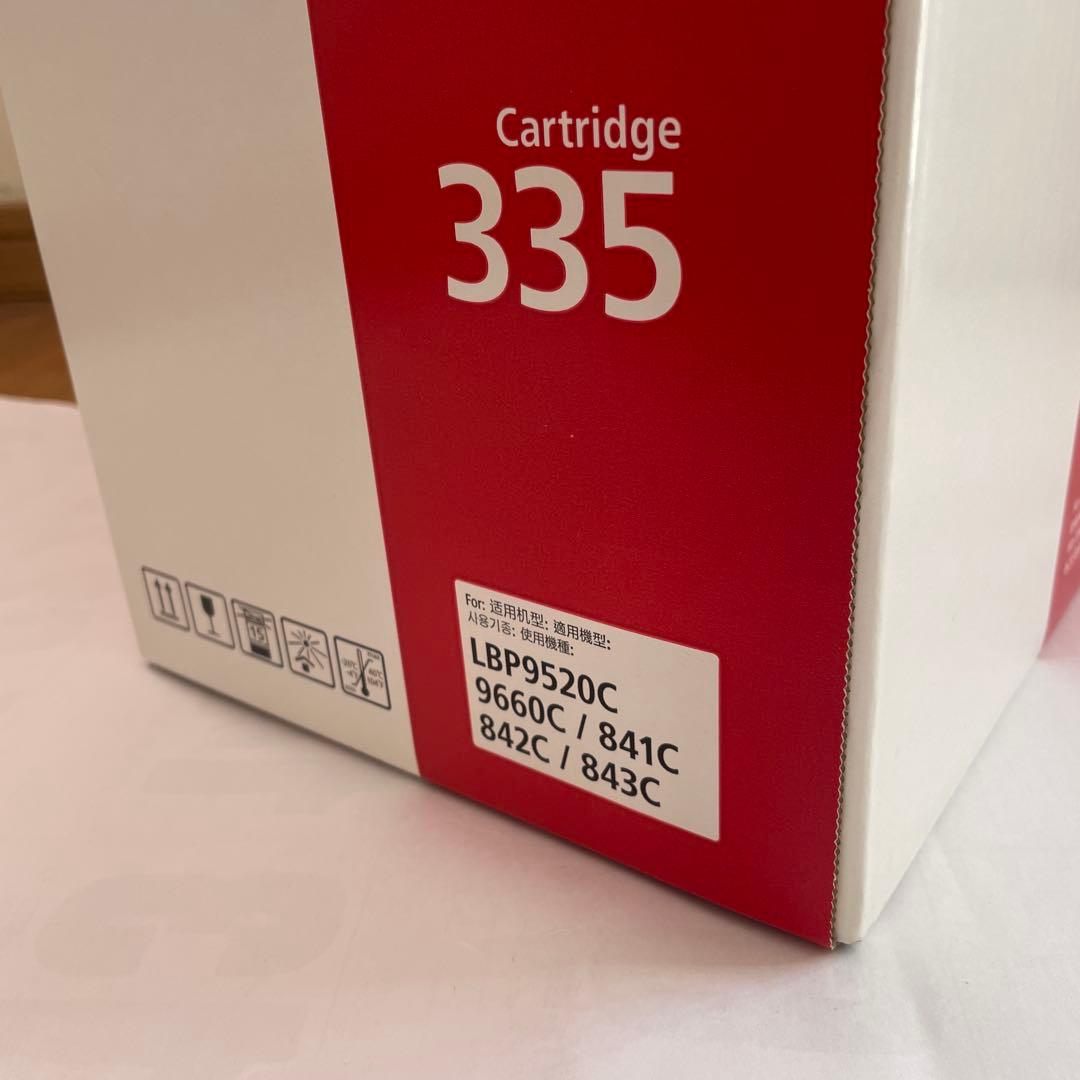 Cartridge
335
15
For: 适用机型: 適用機型:
사용기종: 使用機種:
LBP9520C
9660C / 841C
842C / 843C